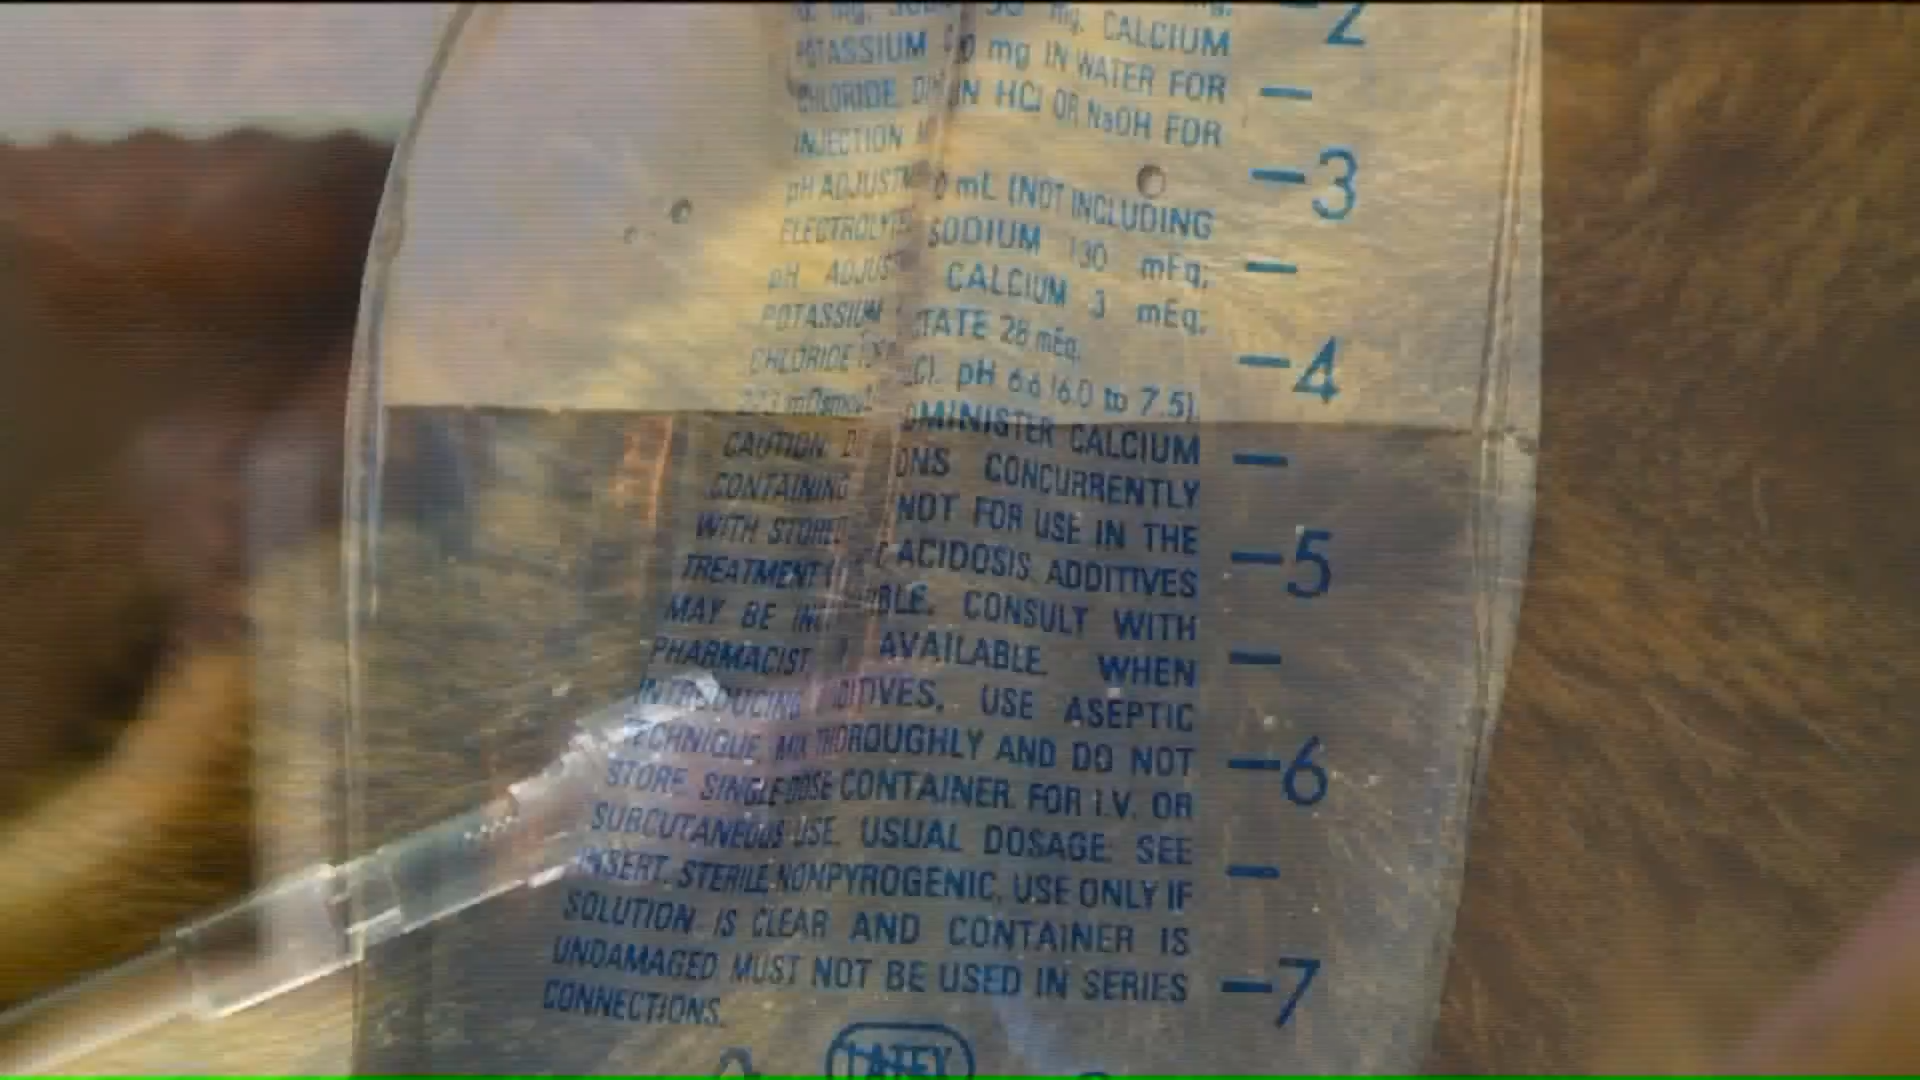 mg. CALCIUM
POTASSIUM mg IN WATER FOR
CHLORIDE, HCl OR NaOH FOR
INJECTION
pH mL (NOT INCLUDING
SODIUM 130 mEq;
pH CALCIUM 3 mEq;
POTASSIUM 28 mEq.
CHLORIDE pH 6.6 (6.0 to 7.5).
CAUTION: CALCIUM
CONTAINING CONCURRENTLY
WITH STORED NOT FOR USE IN THE
TREATMENT ACIDOSIS. ADDITIVES
MAY BE CONSULT WITH
PHARMACIST AVAILABLE. WHEN
INTRODUCING USE ASEPTIC
TECHNIQUE, MIX THOROUGHLY AND DO NOT
STORE. SINGLE-DOSE CONTAINER. FOR I.V. OR
SUBCUTANEOUS USE. USUAL DOSAGE: SEE
INSERT. STERILE, NONPYROGENIC. USE ONLY IF
SOLUTION IS CLEAR AND CONTAINER IS
UNDAMAGED. MUST NOT BE USED IN SERIES
CONNECTIONS.
LATEX
-2
-3
-4
-5
-6
-7